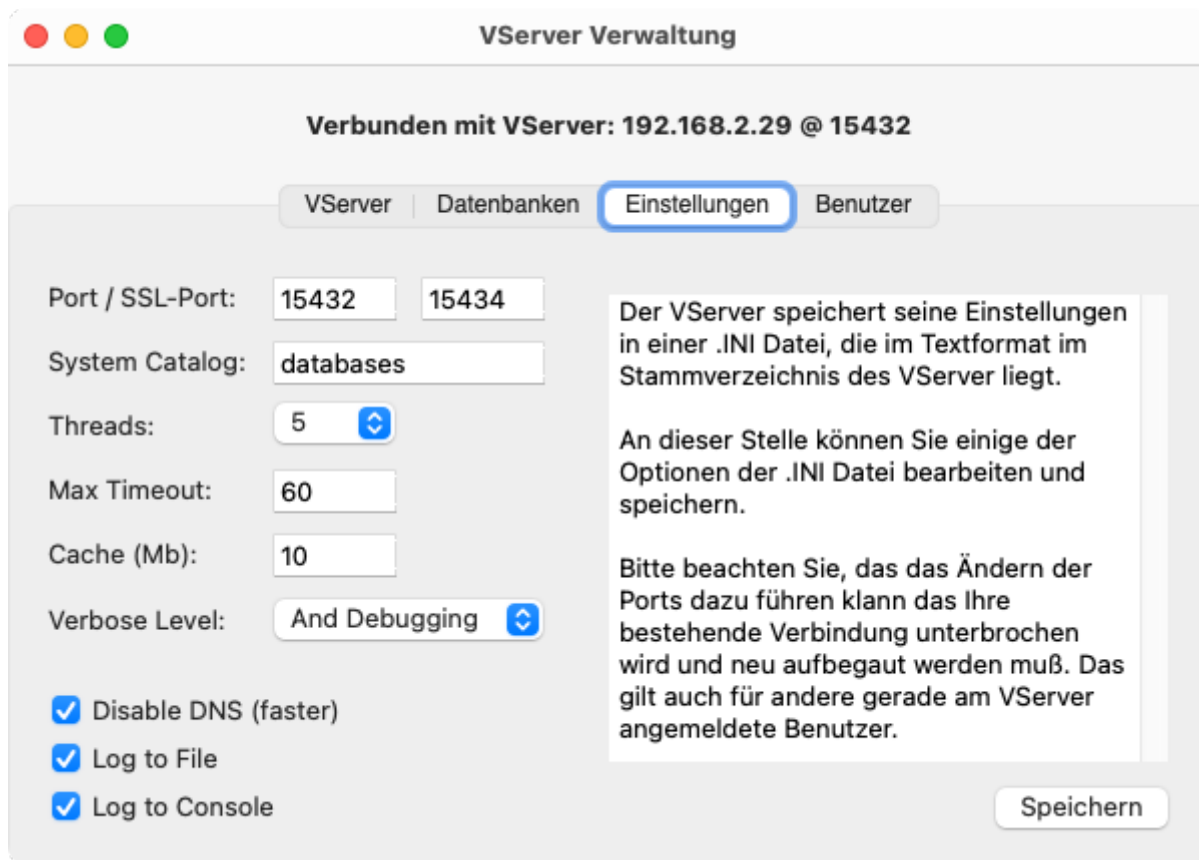 VServer Verwaltung
Verbunden mit VServer: 192.168.2.29 @ 15432
VServer Datenbanken Einstellungen Benutzer
Port / SSL-Port: 15432 15434
System Catalog: databases
Threads: 5
Max Timeout: 60
Cache (Mb): 10
Verbose Level: And Debugging
Disable DNS (faster)
Log to File
Log to Console
Der VServer speichert seine Einstellungen
in einer .INI Datei, die im Textformat im
Stammverzeichnis des VServer liegt.
An dieser Stelle können Sie einige der
Optionen der .INI Datei bearbeiten und
speichern.
Bitte beachten Sie, das das Ändern der
Ports dazu führen klann das Ihre
bestehende Verbindung unterbrochen
wird und neu aufbegaut werden muß. Das
gilt auch für andere gerade am VServer
angemeldete Benutzer.
Speichern